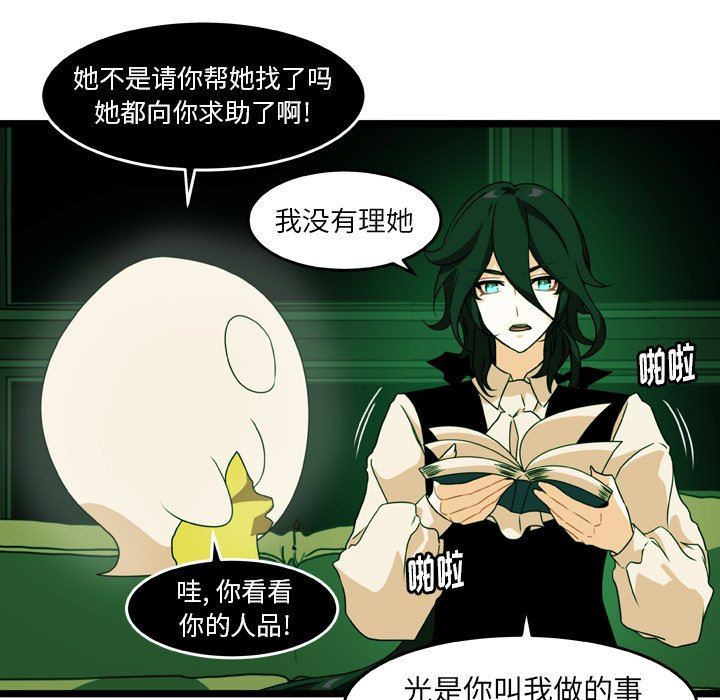 她不是请你帮她找了吗
她都向你求助了啊!
我没有理她
啪啦
啪啦
哇, 你看看
你的人品!
光是你叫我做的事